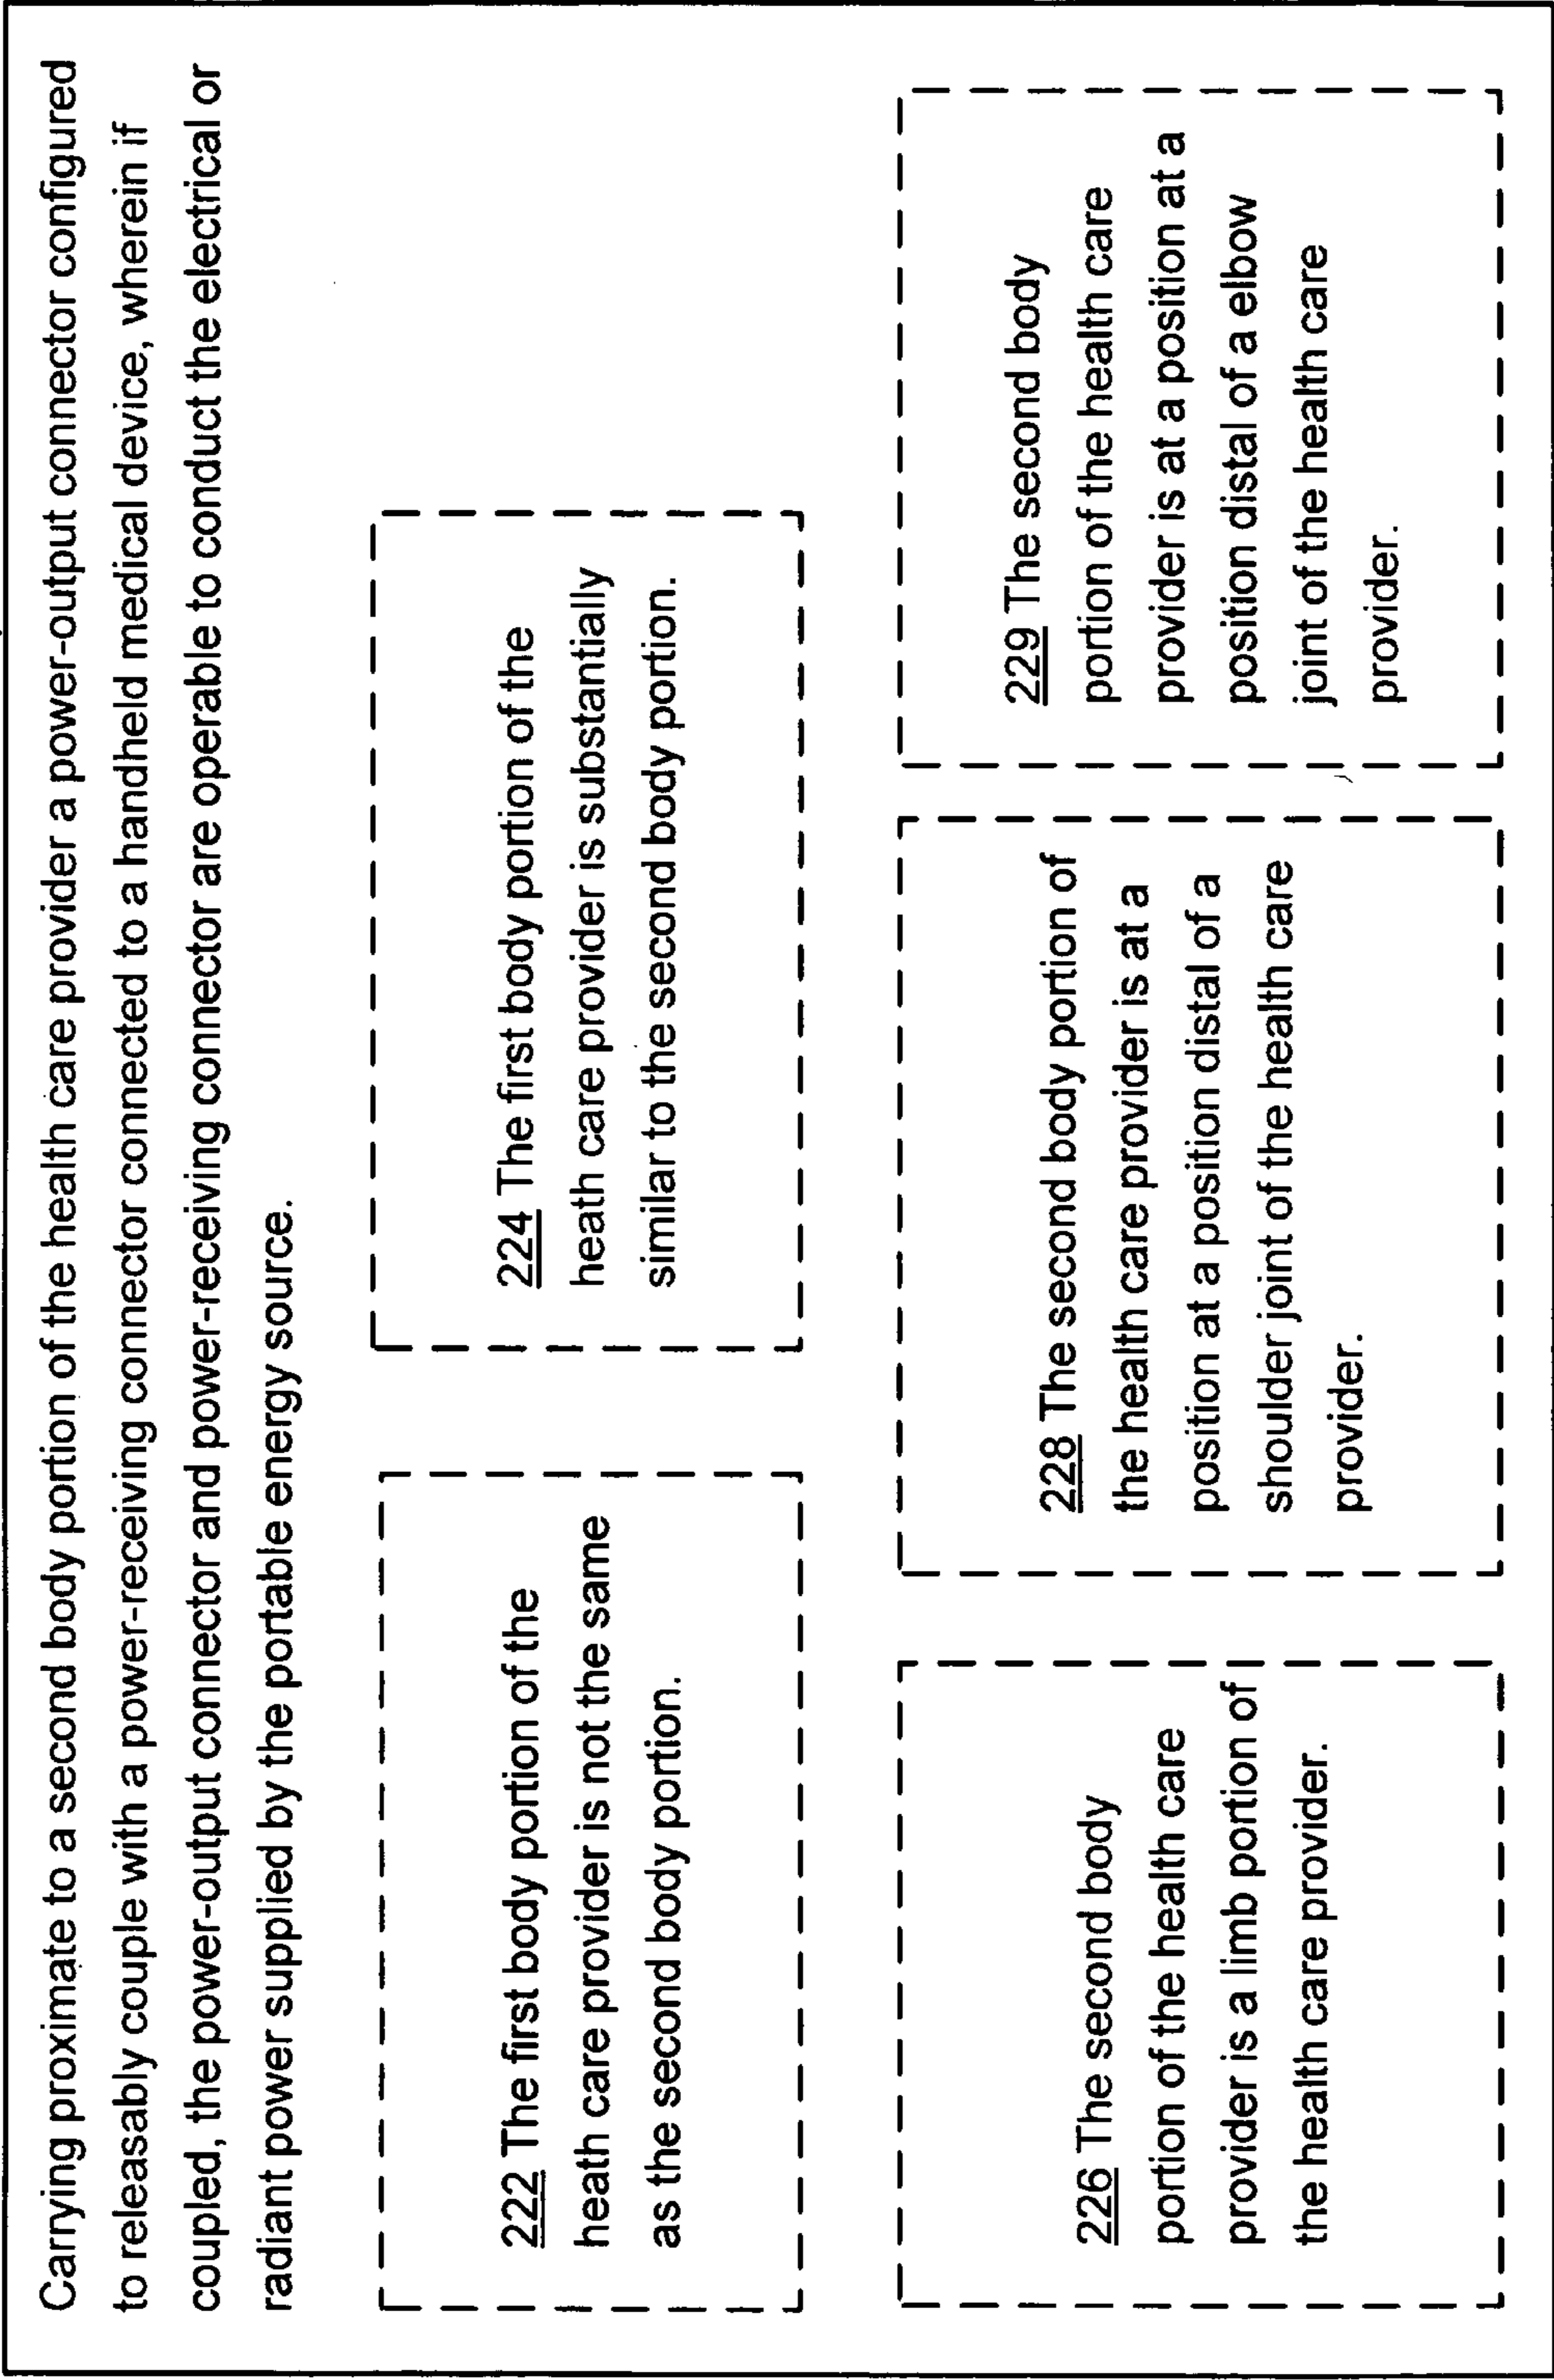 Carrying proximate to a second body portion of the health care provider a power-output connector configured
to releasably couple with a power-receiving connector connected to a handheld medical device, wherein if
coupled, the power-output connector and power-receiving connector are operable to conduct the electrical or
radiant power supplied by the portable energy source.
222 The first body portion of the
heath care provider is not the same
as the second body portion.
224 The first body portion of the
heath care provider is substantially
similar to the second body portion.
226 The second body
portion of the health care
provider is a limb portion of
the health care provider.
228 The second body portion of
the health care provider is at a
position at a position distal of a
shoulder joint of the health care
provider.
229 The second body
portion of the health care
provider is at a position at a
position distal of a elbow
joint of the health care
provider.